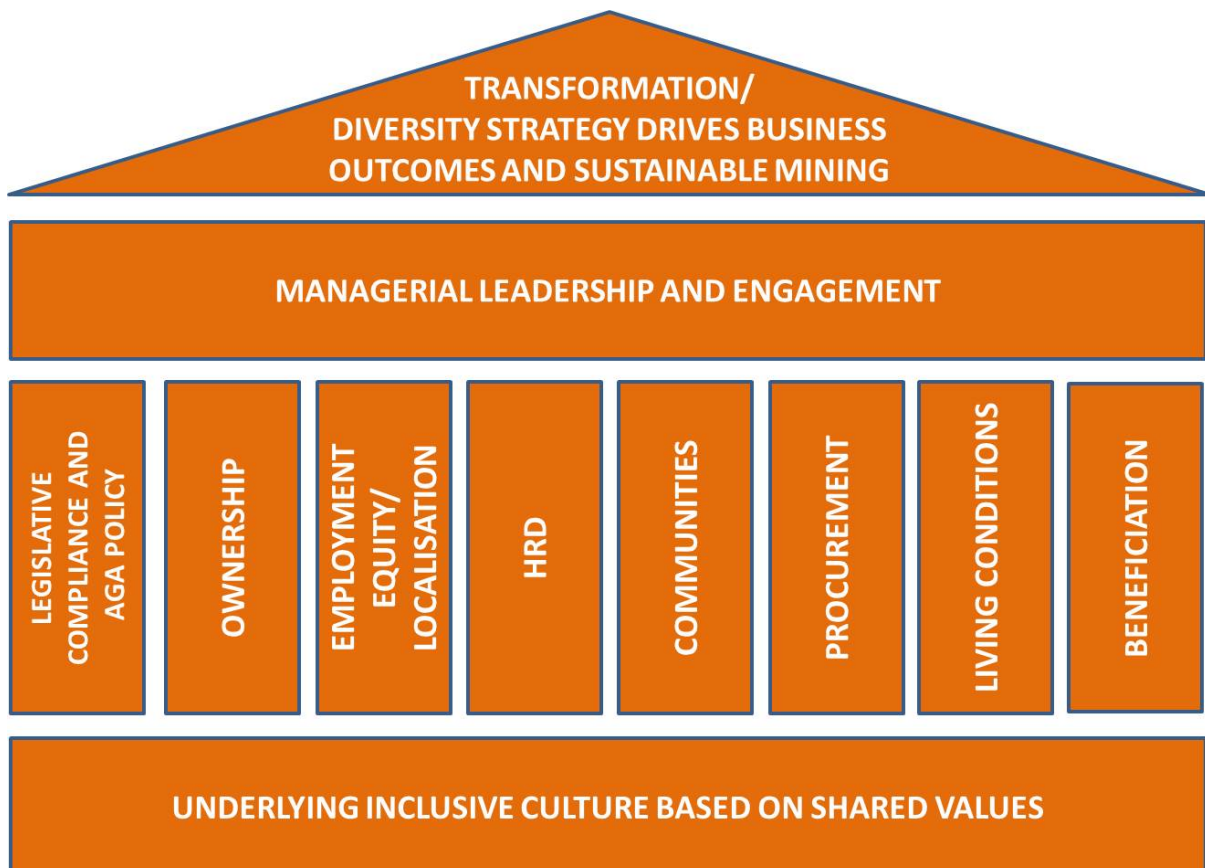 TRANSFORMATION/
DIVERSITY STRATEGY DRIVES BUSINESS
OUTCOMES AND SUSTAINABLE MINING
MANAGERIAL LEADERSHIP AND ENGAGEMENT
LEGISLATIVE
COMPLIANCE AND
AGA POLICY
OWNERSHIP
EMPLOYMENT
EQUITY/
LOCALISATION
HRD
COMMUNITIES
PROCUREMENT
LIVING CONDITIONS
BENEFICIATION
UNDERLYING INCLUSIVE CULTURE BASED ON SHARED VALUES